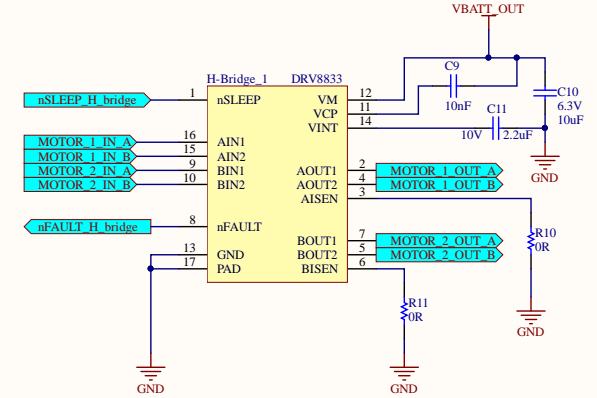 VBATT_OUT
H-Bridge_1 DRV8833
C9
10nF
C10
6.3V
10uF
C11
10V 2.2uF
GND
nSLEEP_H_bridge 1 nSLEEP VM 12
VCP 11
VINT 14
MOTOR_1_IN_A 16 AIN1
MOTOR_1_IN_B 15 AIN2
MOTOR_2_IN_A 9 BIN1
MOTOR_2_IN_B 10 BIN2
AOUT1 2 MOTOR_1_OUT_A
AOUT2 4 MOTOR_1_OUT_B
AISEN 3
nFAULT_H_bridge 8 nFAULT
BOUT1 7 MOTOR_2_OUT_A
BOUT2 5 MOTOR_2_OUT_B
BISEN 6
13 GND
17 PAD
R10
0R
R11
0R
GND
GND
GND